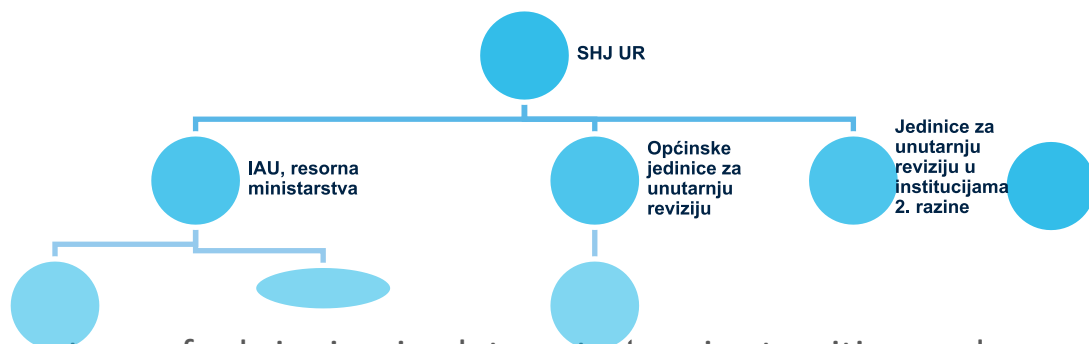 SHJ UR
IAU, resorna
ministarstva
Općinske
jedinice za
unutarnju
reviziju
Jedinice za
unutarnju
reviziju u
institucijama
2. razine